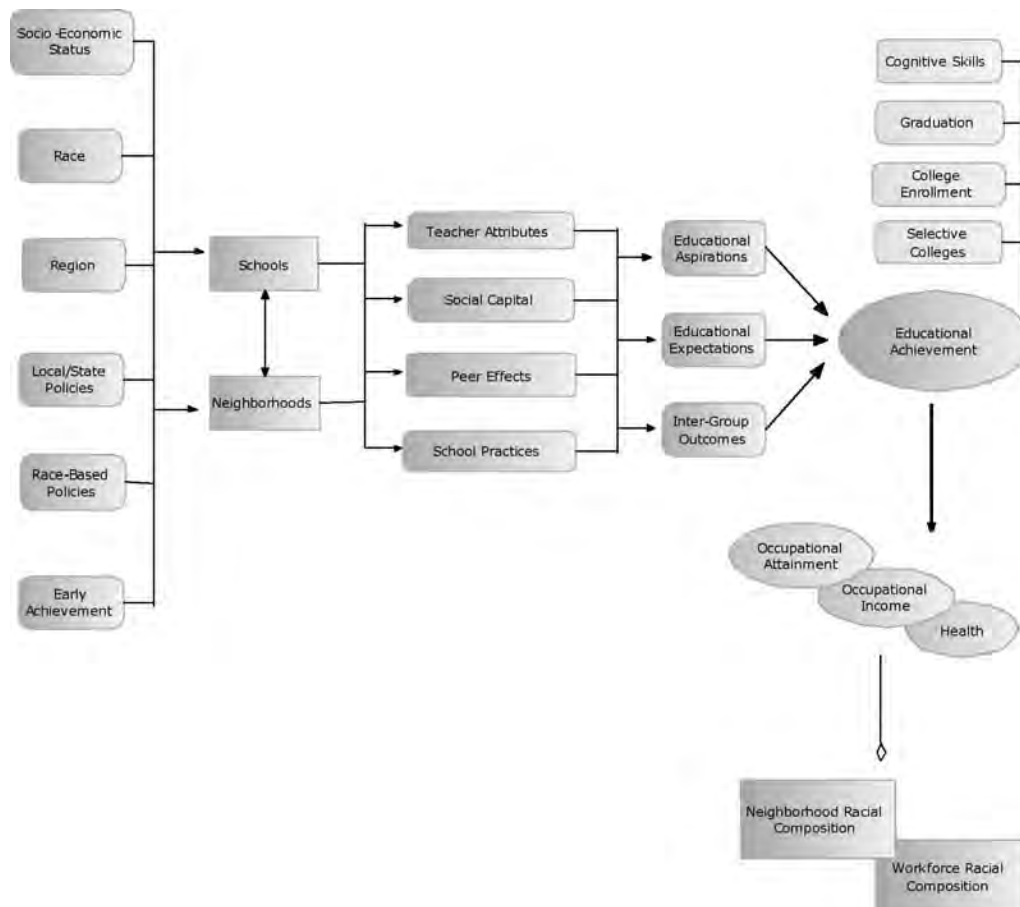 Socio -Economic
Status
Race
Region
Local/State
Policies
Race-Based
Policies
Early
Achievement
Schools
Neighborhoods
Teacher Attributes
Social Capital
Peer Effects
School Practices
Educational
Aspirations
Educational
Expectations
Inter-Group
Outcomes
Cognitive Skills
Graduation
College
Enrollment
Selective
Colleges
Educational
Achievement
Occupational
Attainment
Occupational
Income
Health
Neighborhood Racial
Composition
Workforce Racial
Composition